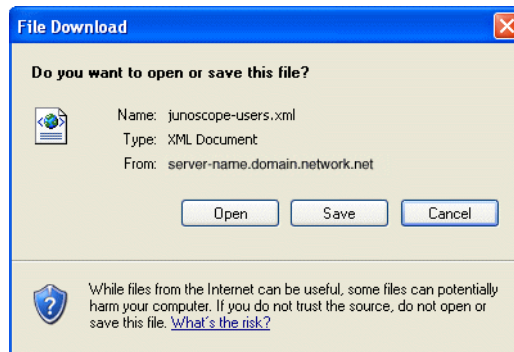 File Download
Do you want to open or save this file?
Name: junoscope-users.xml
Type: XML Document
From: server-name.domain.network.net
Open Save Cancel
While files from the Internet can be useful, some files can potentially
harm your computer. If you do not trust the source, do not open or
save this file. What's the risk?